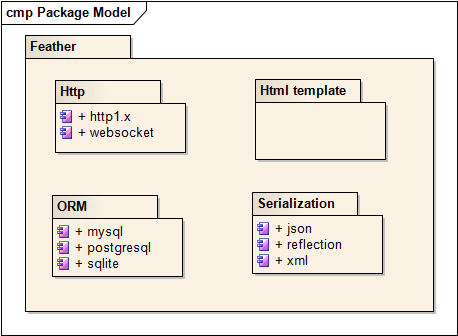 cmp Package Model
Feather
Http
+ http1.x
+ websocket
Html template
ORM
+ mysql
+ postgresql
+ sqlite
Serialization
+ json
+ reflection
+ xml